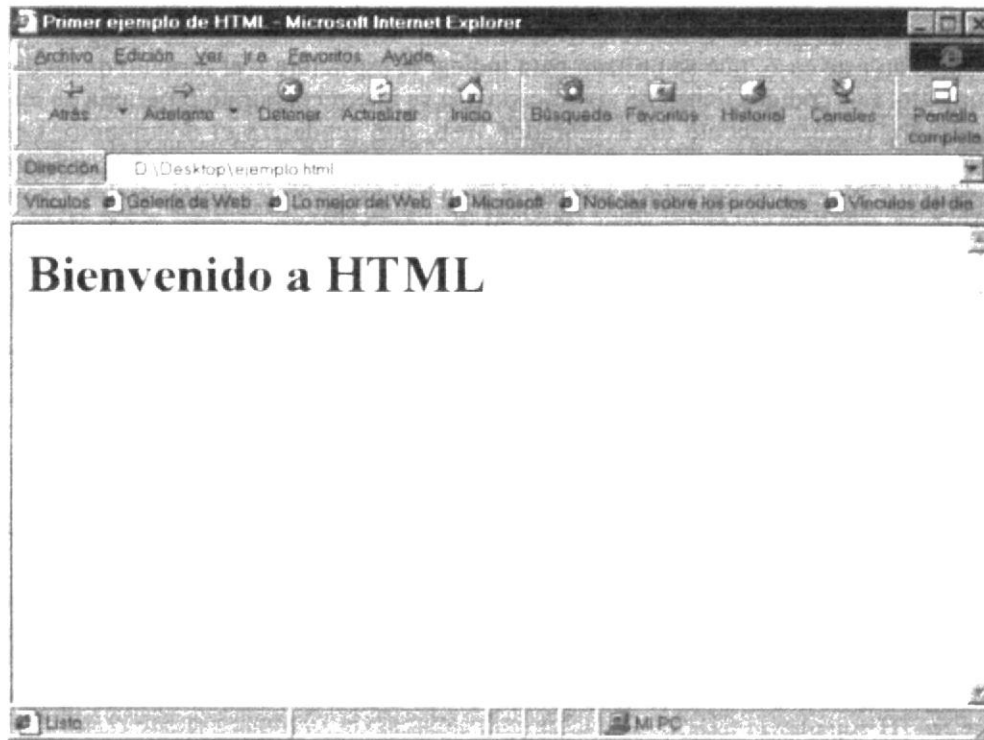 Primer ejemplo de HTML - Microsoft Internet Explorer
Archivo Edición Ver Ir a Favoritos Ayuda
Atrás Adelante Detener Actualizar Inicio Búsqueda Favoritos Historial Canales Pantalla completa
Dirección D:\Desktop\ejemplo.html
Vínculos Galería de Web Lo mejor del Web Microsoft Noticias sobre los productos Vínculos del día
Bienvenido a HTML
Listo Mi PC